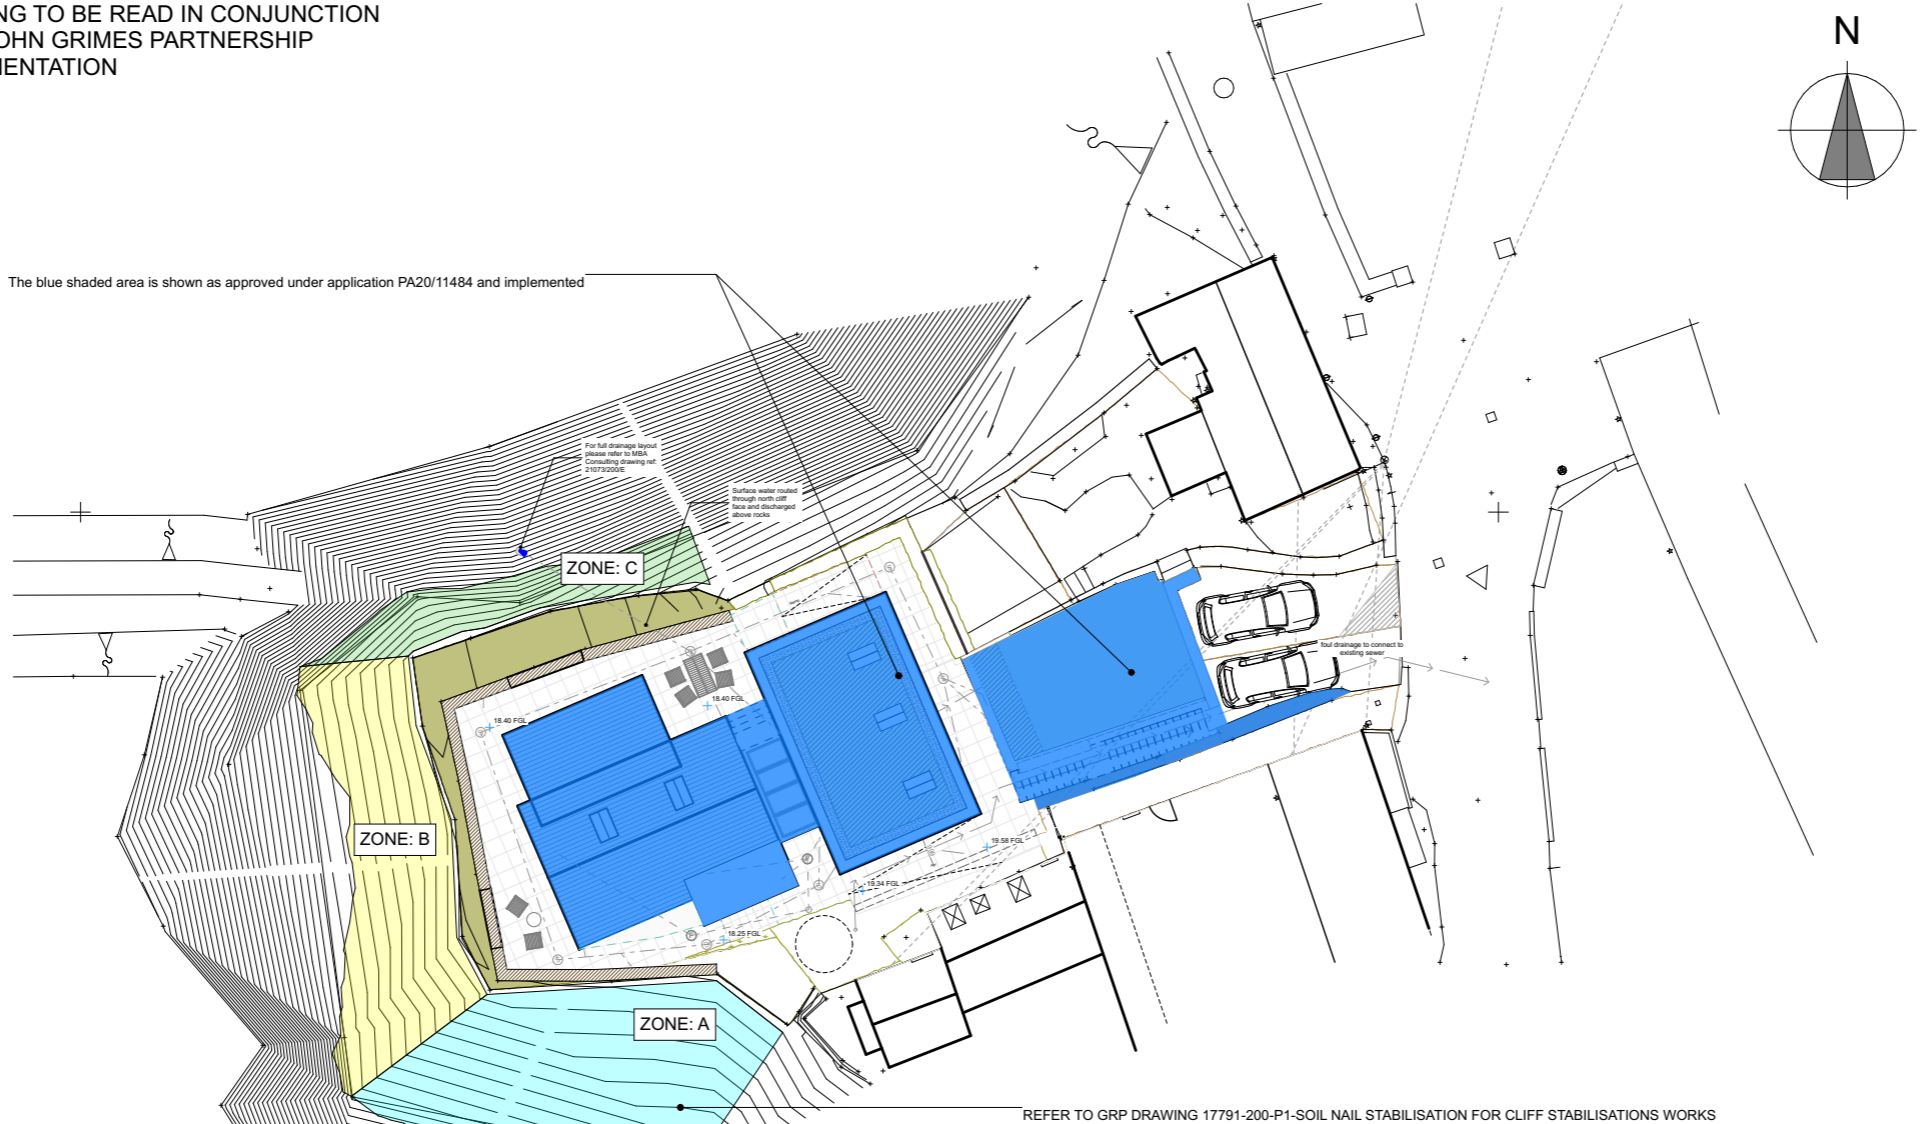 NG TO BE READ IN CONJUNCTION
OHN GRIMES PARTNERSHIP
MENTATION
N
The blue shaded area is shown as approved under application PA20/11484 and implemented
For full drainage layout
please refer to MBA
Consulting drawing ref:
21073/200/E
Surface water routed
through north cliff
face and discharged
above rocks
ZONE: C
foul drainage to connect to
existing sewer
18.40 FGL
18.40 FGL
ZONE: B
19.58 FGL
19.34 FGL
18.25 FGL
ZONE: A
REFER TO GRP DRAWING 17791-200-P1-SOIL NAIL STABILISATION FOR CLIFF STABILISATIONS WORKS